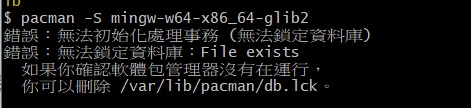 $ pacman -S mingw-w64-x86_64-glib2
錯誤：無法初始化處理事務 (無法鎖定資料庫)
錯誤：無法鎖定資料庫：File exists
如果你確認軟體包管理器沒有在運行，
你可以刪除 /var/lib/pacman/db.lck。